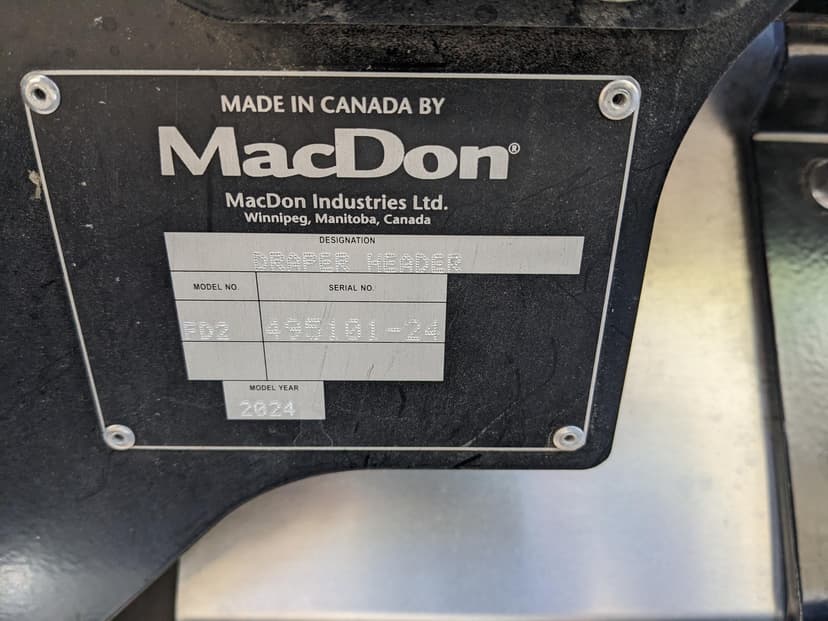 MADE IN CANADA BY
MacDon®
MacDon Industries Ltd.
Winnipeg, Manitoba, Canada
DESIGNATION
DRAPER HEADER
MODEL NO. SERIAL NO.
FD2 495101-24
MODEL YEAR
2024